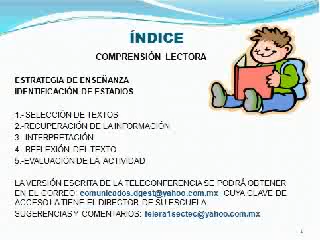 ÍNDICE
COMPRENSIÓN LECTORA
ESTRATEGIA DE ENSEÑANZA
IDENTIFICACIÓN DE ESTADIOS
1.-SELECCIÓN DE TEXTOS
2.-RECUPERACIÓN DE LA INFORMACIÓN
3.- INTERPRETACIÓN
4.- REFLEXIÓN DEL TEXTO
5.-EVALUACIÓN DE LA ACTIVIDAD
LA VERSIÓN ESCRITA DE LA TELECONFERENCIA SE PODRÁ OBTENER
EN EL CORREO: comunicados.dgest@yahoo.com.mx CUYA CLAVE DE
ACCESO LA TIENE EL DIRECTOR DE SU ESCUELA.
SUGERENCIAS Y COMENTARIOS: